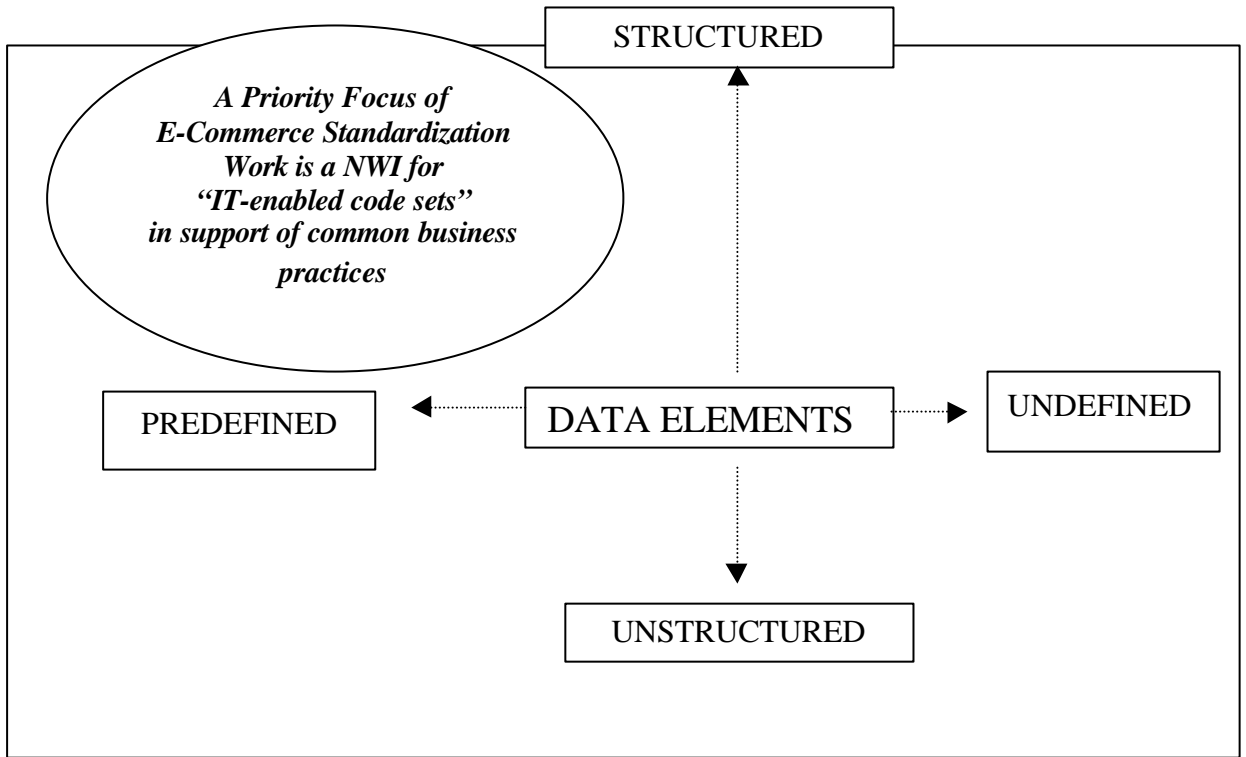 STRUCTURED
A Priority Focus of
E-Commerce Standardization
Work is a NWI for
“IT-enabled code sets”
in support of common business
practices
PREDEFINED
DATA ELEMENTS
UNDEFINED
UNSTRUCTURED